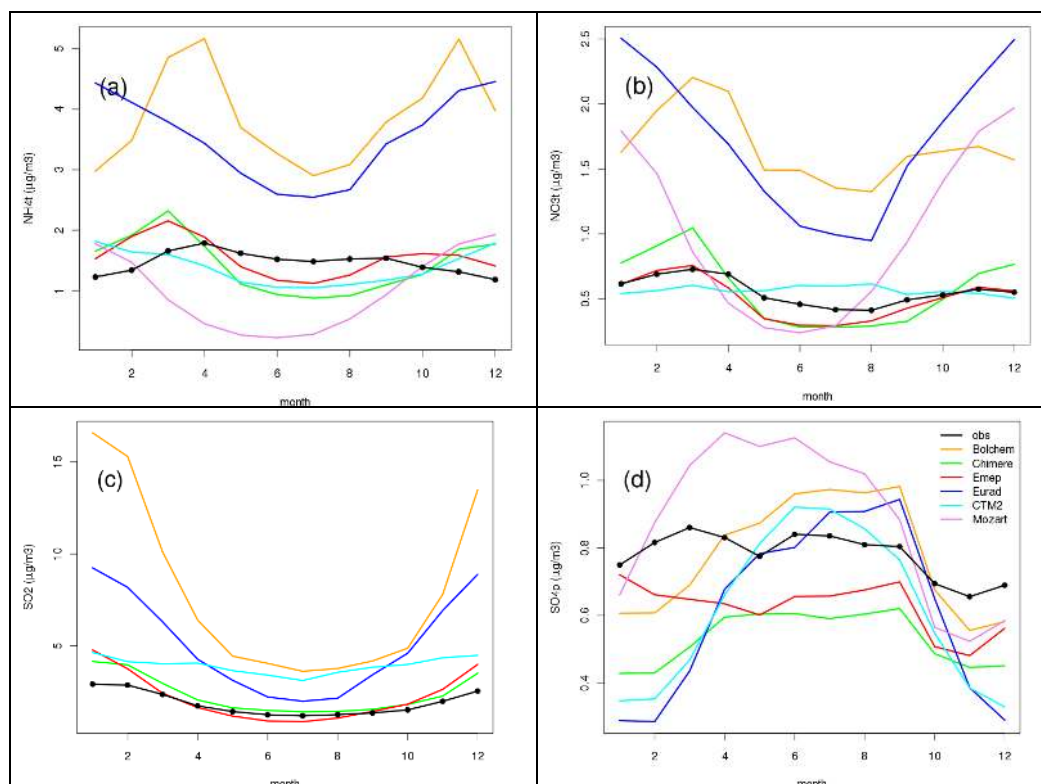 (a)
NH4t (µg/m3)
5
4
3
2
1
2 4 6 8 10 12
month
(b)
NO3t (µg/m3)
2.5
2.0
1.5
1.0
0.5
2 4 6 8 10 12
month
(c)
SO2 (µg/m3)
15
10
5
2 4 6 8 10 12
month
(d)
SO4p (µg/m3)
1.0
0.8
0.6
0.4
obs
Bolchem
Chimere
Emep
Eurad
CTM2
Mozart
2 4 6 8 10 12
month